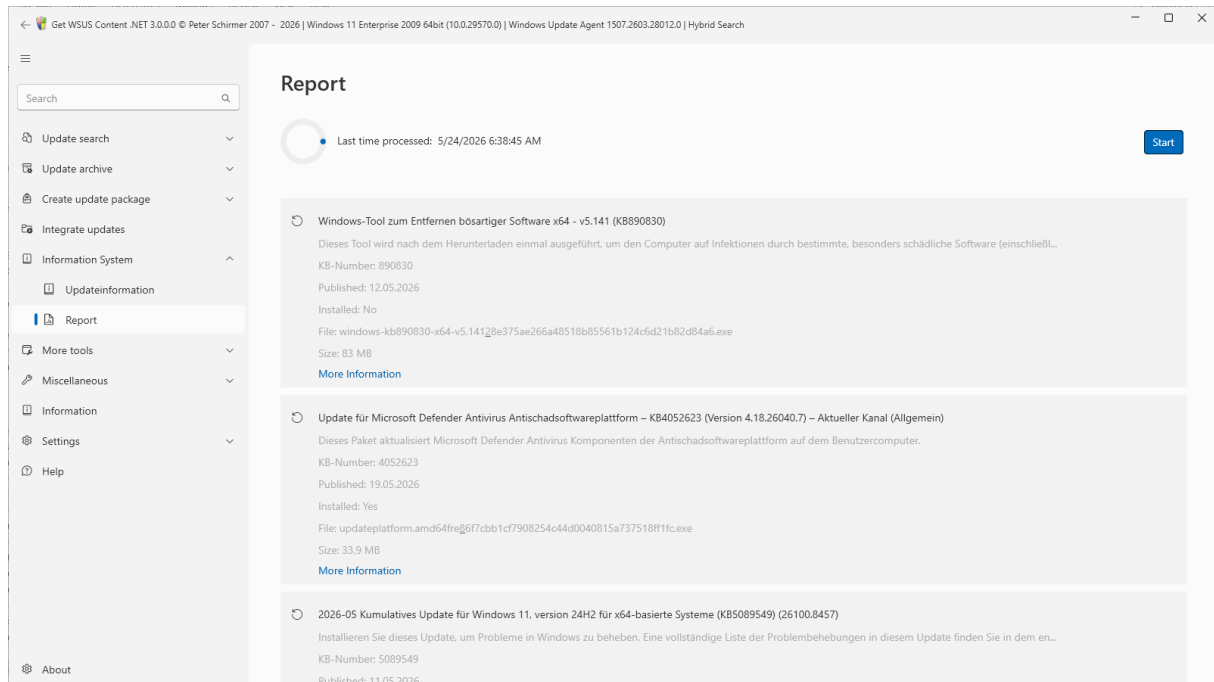 Get WSUS Content .NET 3.0.0.0 © Peter Schirmer 2007 - 2026 | Windows 11 Enterprise 2009 64bit (10.0.29570.0) | Windows Update Agent 1507.2603.28012.0 | Hybrid Search
Search
Update search
Update archive
Create update package
Integrate updates
Information System
Updateinformation
Report
More tools
Miscellaneous
Information
Settings
Help
About
Report
Last time processed: 5/24/2026 6:38:45 AM
Start
Windows-Tool zum Entfernen bösartiger Software x64 - v5.141 (KB890830)
Dieses Tool wird nach dem Herunterladen einmal ausgeführt, um den Computer auf Infektionen durch bestimmte, besonders schädliche Software (einschließl...
KB-Number: 890830
Published: 12.05.2026
Installed: No
File: windows-kb890830-x64-v5.14128e375ae266a48518b85561b124c6d21b82d84a6.exe
Size: 83 MB
More Information
Update für Microsoft Defender Antivirus Antischadsoftwareplattform – KB4052623 (Version 4.18.26040.7) – Aktueller Kanal (Allgemein)
Dieses Paket aktualisiert Microsoft Defender Antivirus Komponenten der Antischadsoftwareplattform auf dem Benutzercomputer.
KB-Number: 4052623
Published: 19.05.2026
Installed: Yes
File: updateplatform.amd64fre86f7cbb1cf7908254c44d0040815a737518ff1fc.exe
Size: 33,9 MB
More Information
2026-05 Kumulatives Update für Windows 11, version 24H2 für x64-basierte Systeme (KB5089549) (26100.8457)
Installieren Sie dieses Update, um Probleme in Windows zu beheben. Eine vollständige Liste der Problembehebungen in diesem Update finden Sie in dem en...
KB-Number: 5089549
Published: 11.05.2026